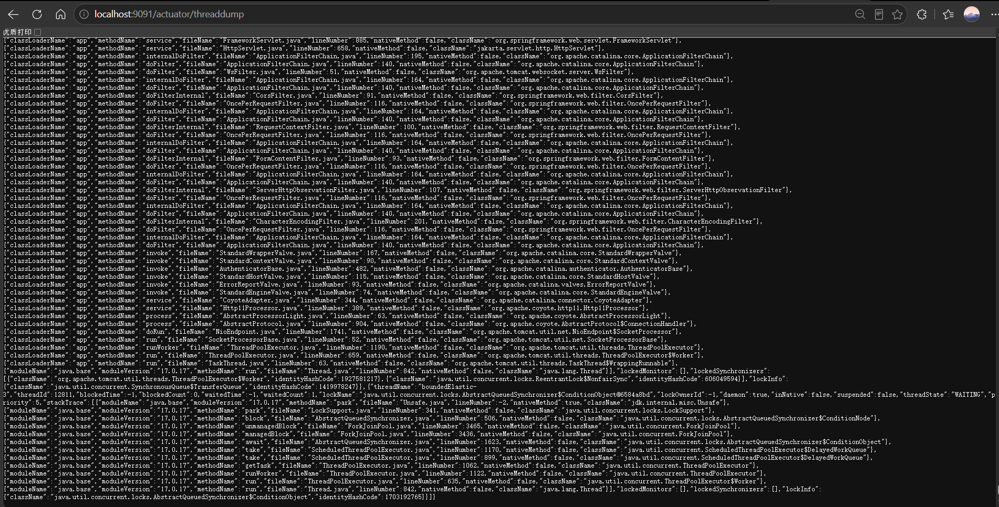 localhost:9091/actuator/threaddump
优质打印
{"classLoaderName":"app","methodName":"service","fileName":"FrameworkServlet.java","lineNumber":885,"nativeMethod":false,"className":"org.springframework.web.servlet.FrameworkServlet"},
{"classLoaderName":"app","methodName":"service","fileName":"HttpServlet.java","lineNumber":658,"nativeMethod":false,"className":"jakarta.servlet.http.HttpServlet"},
{"classLoaderName":"app","methodName":"internalDoFilter","fileName":"ApplicationFilterChain.java","lineNumber":195,"nativeMethod":false,"className":"org.apache.catalina.core.ApplicationFilterChain"},
{"classLoaderName":"app","methodName":"doFilter","fileName":"ApplicationFilterChain.java","lineNumber":140,"nativeMethod":false,"className":"org.apache.catalina.core.ApplicationFilterChain"},
{"classLoaderName":"app","methodName":"doFilter","fileName":"WsFilter.java","lineNumber":51,"nativeMethod":false,"className":"org.apache.tomcat.websocket.server.WsFilter"},
{"classLoaderName":"app","methodName":"internalDoFilter","fileName":"ApplicationFilterChain.java","lineNumber":164,"nativeMethod":false,"className":"org.apache.catalina.core.ApplicationFilterChain"},
{"classLoaderName":"app","methodName":"doFilter","fileName":"ApplicationFilterChain.java","lineNumber":140,"nativeMethod":false,"className":"org.apache.catalina.core.ApplicationFilterChain"},
{"classLoaderName":"app","methodName":"doFilterInternal","fileName":"CorsFilter.java","lineNumber":91,"nativeMethod":false,"className":"org.springframework.web.filter.CorsFilter"},
{"classLoaderName":"app","methodName":"doFilter","fileName":"OncePerRequestFilter.java","lineNumber":116,"nativeMethod":false,"className":"org.springframework.web.filter.OncePerRequestFilter"},
{"classLoaderName":"app","methodName":"internalDoFilter","fileName":"ApplicationFilterChain.java","lineNumber":164,"nativeMethod":false,"className":"org.apache.catalina.core.ApplicationFilterChain"},
{"classLoaderName":"app","methodName":"doFilter","fileName":"ApplicationFilterChain.java","lineNumber":140,"nativeMethod":false,"className":"org.apache.catalina.core.ApplicationFilterChain"},
{"classLoaderName":"app","methodName":"doFilterInternal","fileName":"RequestContextFilter.java","lineNumber":100,"nativeMethod":false,"className":"org.springframework.web.filter.RequestContextFilter"},
{"classLoaderName":"app","methodName":"doFilter","fileName":"OncePerRequestFilter.java","lineNumber":116,"nativeMethod":false,"className":"org.springframework.web.filter.OncePerRequestFilter"},
{"classLoaderName":"app","methodName":"internalDoFilter","fileName":"ApplicationFilterChain.java","lineNumber":164,"nativeMethod":false,"className":"org.apache.catalina.core.ApplicationFilterChain"},
{"classLoaderName":"app","methodName":"doFilter","fileName":"ApplicationFilterChain.java","lineNumber":140,"nativeMethod":false,"className":"org.apache.catalina.core.ApplicationFilterChain"},
{"classLoaderName":"app","methodName":"doFilterInternal","fileName":"FormContentFilter.java","lineNumber":93,"nativeMethod":false,"className":"org.springframework.web.filter.FormContentFilter"},
{"classLoaderName":"app","methodName":"doFilter","fileName":"OncePerRequestFilter.java","lineNumber":116,"nativeMethod":false,"className":"org.springframework.web.filter.OncePerRequestFilter"},
{"classLoaderName":"app","methodName":"internalDoFilter","fileName":"ApplicationFilterChain.java","lineNumber":164,"nativeMethod":false,"className":"org.apache.catalina.core.ApplicationFilterChain"},
{"classLoaderName":"app","methodName":"doFilter","fileName":"ApplicationFilterChain.java","lineNumber":140,"nativeMethod":false,"className":"org.apache.catalina.core.ApplicationFilterChain"},
{"classLoaderName":"app","methodName":"doFilterInternal","fileName":"ServerHttpObservationFilter.java","lineNumber":107,"nativeMethod":false,"className":"org.springframework.web.filter.ServerHttpObservationFilter"},
{"classLoaderName":"app","methodName":"doFilter","fileName":"OncePerRequestFilter.java","lineNumber":116,"nativeMethod":false,"className":"org.springframework.web.filter.OncePerRequestFilter"},
{"classLoaderName":"app","methodName":"internalDoFilter","fileName":"ApplicationFilterChain.java","lineNumber":164,"nativeMethod":false,"className":"org.apache.catalina.core.ApplicationFilterChain"},
{"classLoaderName":"app","methodName":"doFilter","fileName":"ApplicationFilterChain.java","lineNumber":140,"nativeMethod":false,"className":"org.apache.catalina.core.ApplicationFilterChain"},
{"classLoaderName":"app","methodName":"doFilterInternal","fileName":"CharacterEncodingFilter.java","lineNumber":201,"nativeMethod":false,"className":"org.springframework.web.filter.CharacterEncodingFilter"},
{"classLoaderName":"app","methodName":"doFilter","fileName":"OncePerRequestFilter.java","lineNumber":116,"nativeMethod":false,"className":"org.springframework.web.filter.OncePerRequestFilter"},
{"classLoaderName":"app","methodName":"internalDoFilter","fileName":"ApplicationFilterChain.java","lineNumber":164,"nativeMethod":false,"className":"org.apache.catalina.core.ApplicationFilterChain"},
{"classLoaderName":"app","methodName":"doFilter","fileName":"ApplicationFilterChain.java","lineNumber":140,"nativeMethod":false,"className":"org.apache.catalina.core.ApplicationFilterChain"},
{"classLoaderName":"app","methodName":"invoke","fileName":"StandardWrapperValve.java","lineNumber":167,"nativeMethod":false,"className":"org.apache.catalina.core.StandardWrapperValve"},
{"classLoaderName":"app","methodName":"invoke","fileName":"StandardContextValve.java","lineNumber":90,"nativeMethod":false,"className":"org.apache.catalina.core.StandardContextValve"},
{"classLoaderName":"app","methodName":"invoke","fileName":"AuthenticatorBase.java","lineNumber":482,"nativeMethod":false,"className":"org.apache.catalina.authenticator.AuthenticatorBase"},
{"classLoaderName":"app","methodName":"invoke","fileName":"StandardHostValve.java","lineNumber":115,"nativeMethod":false,"className":"org.apache.catalina.core.StandardHostValve"},
{"classLoaderName":"app","methodName":"invoke","fileName":"ErrorReportValve.java","lineNumber":93,"nativeMethod":false,"className":"org.apache.catalina.valves.ErrorReportValve"},
{"classLoaderName":"app","methodName":"invoke","fileName":"StandardEngineValve.java","lineNumber":74,"nativeMethod":false,"className":"org.apache.catalina.core.StandardEngineValve"},
{"classLoaderName":"app","methodName":"service","fileName":"CoyoteAdapter.java","lineNumber":344,"nativeMethod":false,"className":"org.apache.catalina.connector.CoyoteAdapter"},
{"classLoaderName":"app","methodName":"service","fileName":"Http11Processor.java","lineNumber":389,"nativeMethod":false,"className":"org.apache.coyote.http11.Http11Processor"},
{"classLoaderName":"app","methodName":"process","fileName":"AbstractProcessorLight.java","lineNumber":63,"nativeMethod":false,"className":"org.apache.coyote.AbstractProcessorLight"},
{"classLoaderName":"app","methodName":"process","fileName":"AbstractProtocol.java","lineNumber":904,"nativeMethod":false,"className":"org.apache.coyote.AbstractProtocol$ConnectionHandler"},
{"classLoaderName":"app","methodName":"doRun","fileName":"NioEndpoint.java","lineNumber":1741,"nativeMethod":false,"className":"org.apache.tomcat.util.net.NioEndpoint$SocketProcessor"},
{"classLoaderName":"app","methodName":"run","fileName":"SocketProcessorBase.java","lineNumber":52,"nativeMethod":false,"className":"org.apache.tomcat.util.net.SocketProcessorBase"},
{"classLoaderName":"app","methodName":"runWorker","fileName":"ThreadPoolExecutor.java","lineNumber":1190,"nativeMethod":false,"className":"org.apache.tomcat.util.threads.ThreadPoolExecutor"},
{"classLoaderName":"app","methodName":"run","fileName":"ThreadPoolExecutor.java","lineNumber":659,"nativeMethod":false,"className":"org.apache.tomcat.util.threads.ThreadPoolExecutor$Worker"},
{"classLoaderName":"app","methodName":"run","fileName":"TaskThread.java","lineNumber":63,"nativeMethod":false,"className":"org.apache.tomcat.util.threads.TaskThread$WrappingRunnable"},
{"moduleName":"java.base","moduleVersion":"17.0.17","methodName":"run","fileName":"Thread.java","lineNumber":842,"nativeMethod":false,"className":"java.lang.Thread"}],"lockedMonitors":[],"lockedSynchronizers":
[{"className":"org.apache.tomcat.util.threads.ThreadPoolExecutor$Worker","identityHashCode":1927581217},{"className":"java.util.concurrent.locks.ReentrantLock$NonfairSync","identityHashCode":606049594}],"lockInfo":
{"className":"java.util.concurrent.SynchronousQueue$TransferQueue","identityHashCode":1419978247}},{"threadName":"boundedElastic-
3","threadId":12811,"blockedTime":-1,"blockedCount":0,"waitedTime":-1,"waitedCount":1,"lockName":"java.util.concurrent.locks.AbstractQueuedSynchronizer$ConditionObject@6584a8bd","lockOwnerId":-1,"daemon":true,"inNative":false,"suspended":false,"threadState":"WAITING","p
riority":5,"stackTrace":[{"moduleName":"java.base","moduleVersion":"17.0.17","methodName":"park","fileName":"Unsafe.java","lineNumber":-2,"nativeMethod":true,"className":"jdk.internal.misc.Unsafe"},
{"moduleName":"java.base","moduleVersion":"17.0.17","methodName":"park","fileName":"LockSupport.java","lineNumber":341,"nativeMethod":false,"className":"java.util.concurrent.locks.LockSupport"},
{"moduleName":"java.base","moduleVersion":"17.0.17","methodName":"block","fileName":"AbstractQueuedSynchronizer.java","lineNumber":506,"nativeMethod":false,"className":"java.util.concurrent.locks.AbstractQueuedSynchronizer$ConditionNode"},
{"moduleName":"java.base","moduleVersion":"17.0.17","methodName":"unmanagedBlock","fileName":"ForkJoinPool.java","lineNumber":3465,"nativeMethod":false,"className":"java.util.concurrent.ForkJoinPool"},
{"moduleName":"java.base","moduleVersion":"17.0.17","methodName":"managedBlock","fileName":"ForkJoinPool.java","lineNumber":3436,"nativeMethod":false,"className":"java.util.concurrent.ForkJoinPool"},
{"moduleName":"java.base","moduleVersion":"17.0.17","methodName":"await","fileName":"AbstractQueuedSynchronizer.java","lineNumber":1623,"nativeMethod":false,"className":"java.util.concurrent.locks.AbstractQueuedSynchronizer$ConditionObject"},
{"moduleName":"java.base","moduleVersion":"17.0.17","methodName":"take","fileName":"ScheduledThreadPoolExecutor.java","lineNumber":1170,"nativeMethod":false,"className":"java.util.concurrent.ScheduledThreadPoolExecutor$DelayedWorkQueue"},
{"moduleName":"java.base","moduleVersion":"17.0.17","methodName":"take","fileName":"ScheduledThreadPoolExecutor.java","lineNumber":899,"nativeMethod":false,"className":"java.util.concurrent.ScheduledThreadPoolExecutor$DelayedWorkQueue"},
{"moduleName":"java.base","moduleVersion":"17.0.17","methodName":"getTask","fileName":"ThreadPoolExecutor.java","lineNumber":1062,"nativeMethod":false,"className":"java.util.concurrent.ThreadPoolExecutor"},
{"moduleName":"java.base","moduleVersion":"17.0.17","methodName":"runWorker","fileName":"ThreadPoolExecutor.java","lineNumber":1122,"nativeMethod":false,"className":"java.util.concurrent.ThreadPoolExecutor"},
{"moduleName":"java.base","moduleVersion":"17.0.17","methodName":"run","fileName":"ThreadPoolExecutor.java","lineNumber":635,"nativeMethod":false,"className":"java.util.concurrent.ThreadPoolExecutor$Worker"},
{"moduleName":"java.base","moduleVersion":"17.0.17","methodName":"run","fileName":"Thread.java","lineNumber":842,"nativeMethod":false,"className":"java.lang.Thread"}],"lockedMonitors":[],"lockedSynchronizers":[],"lockInfo":
{"className":"java.util.concurrent.locks.AbstractQueuedSynchronizer$ConditionObject","identityHashCode":1703192765}}]}